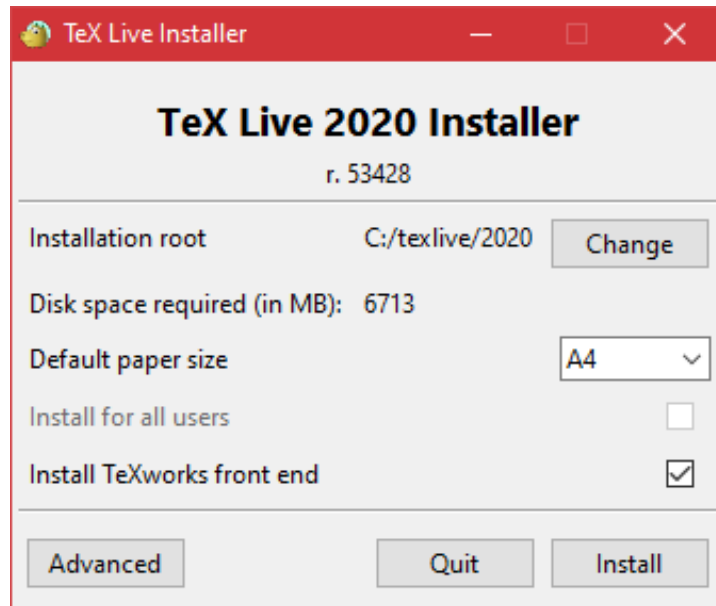 TeX Live Installer
TeX Live 2020 Installer
r. 53428
Installation root C:/texlive/2020 Change
Disk space required (in MB): 6713
Default paper size A4
Install for all users
Install TeXworks front end
Advanced Quit Install